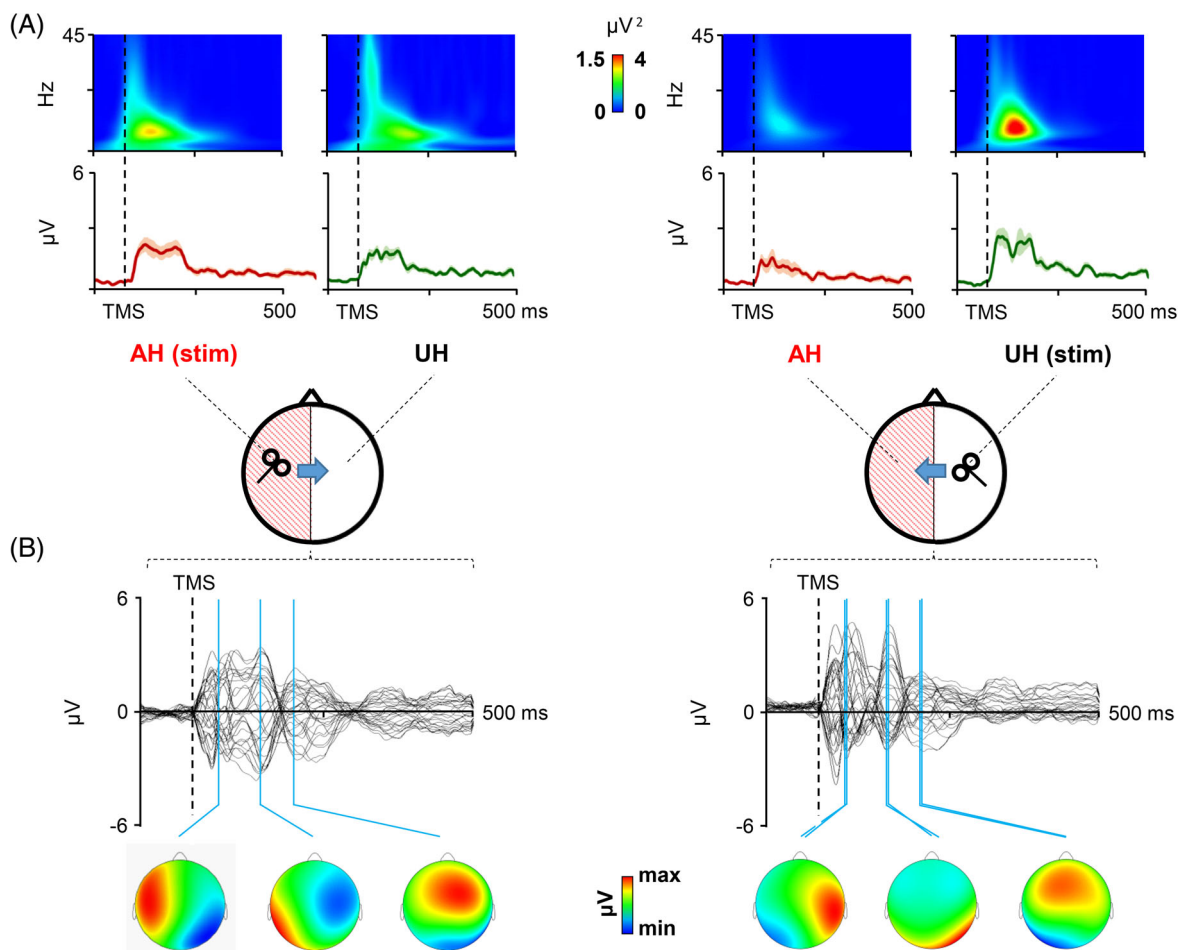 (A)
45
Hz
µV²
1.5 4
0 0
45
Hz
6
µV
TMS 500
TMS 500 ms
6
µV
TMS 500
TMS 500 ms
AH (stim) UH
AH UH (stim)
(B)
TMS
6
µV
0
500 ms
-6
TMS
6
µV
0
500 ms
-6
µV
max
min